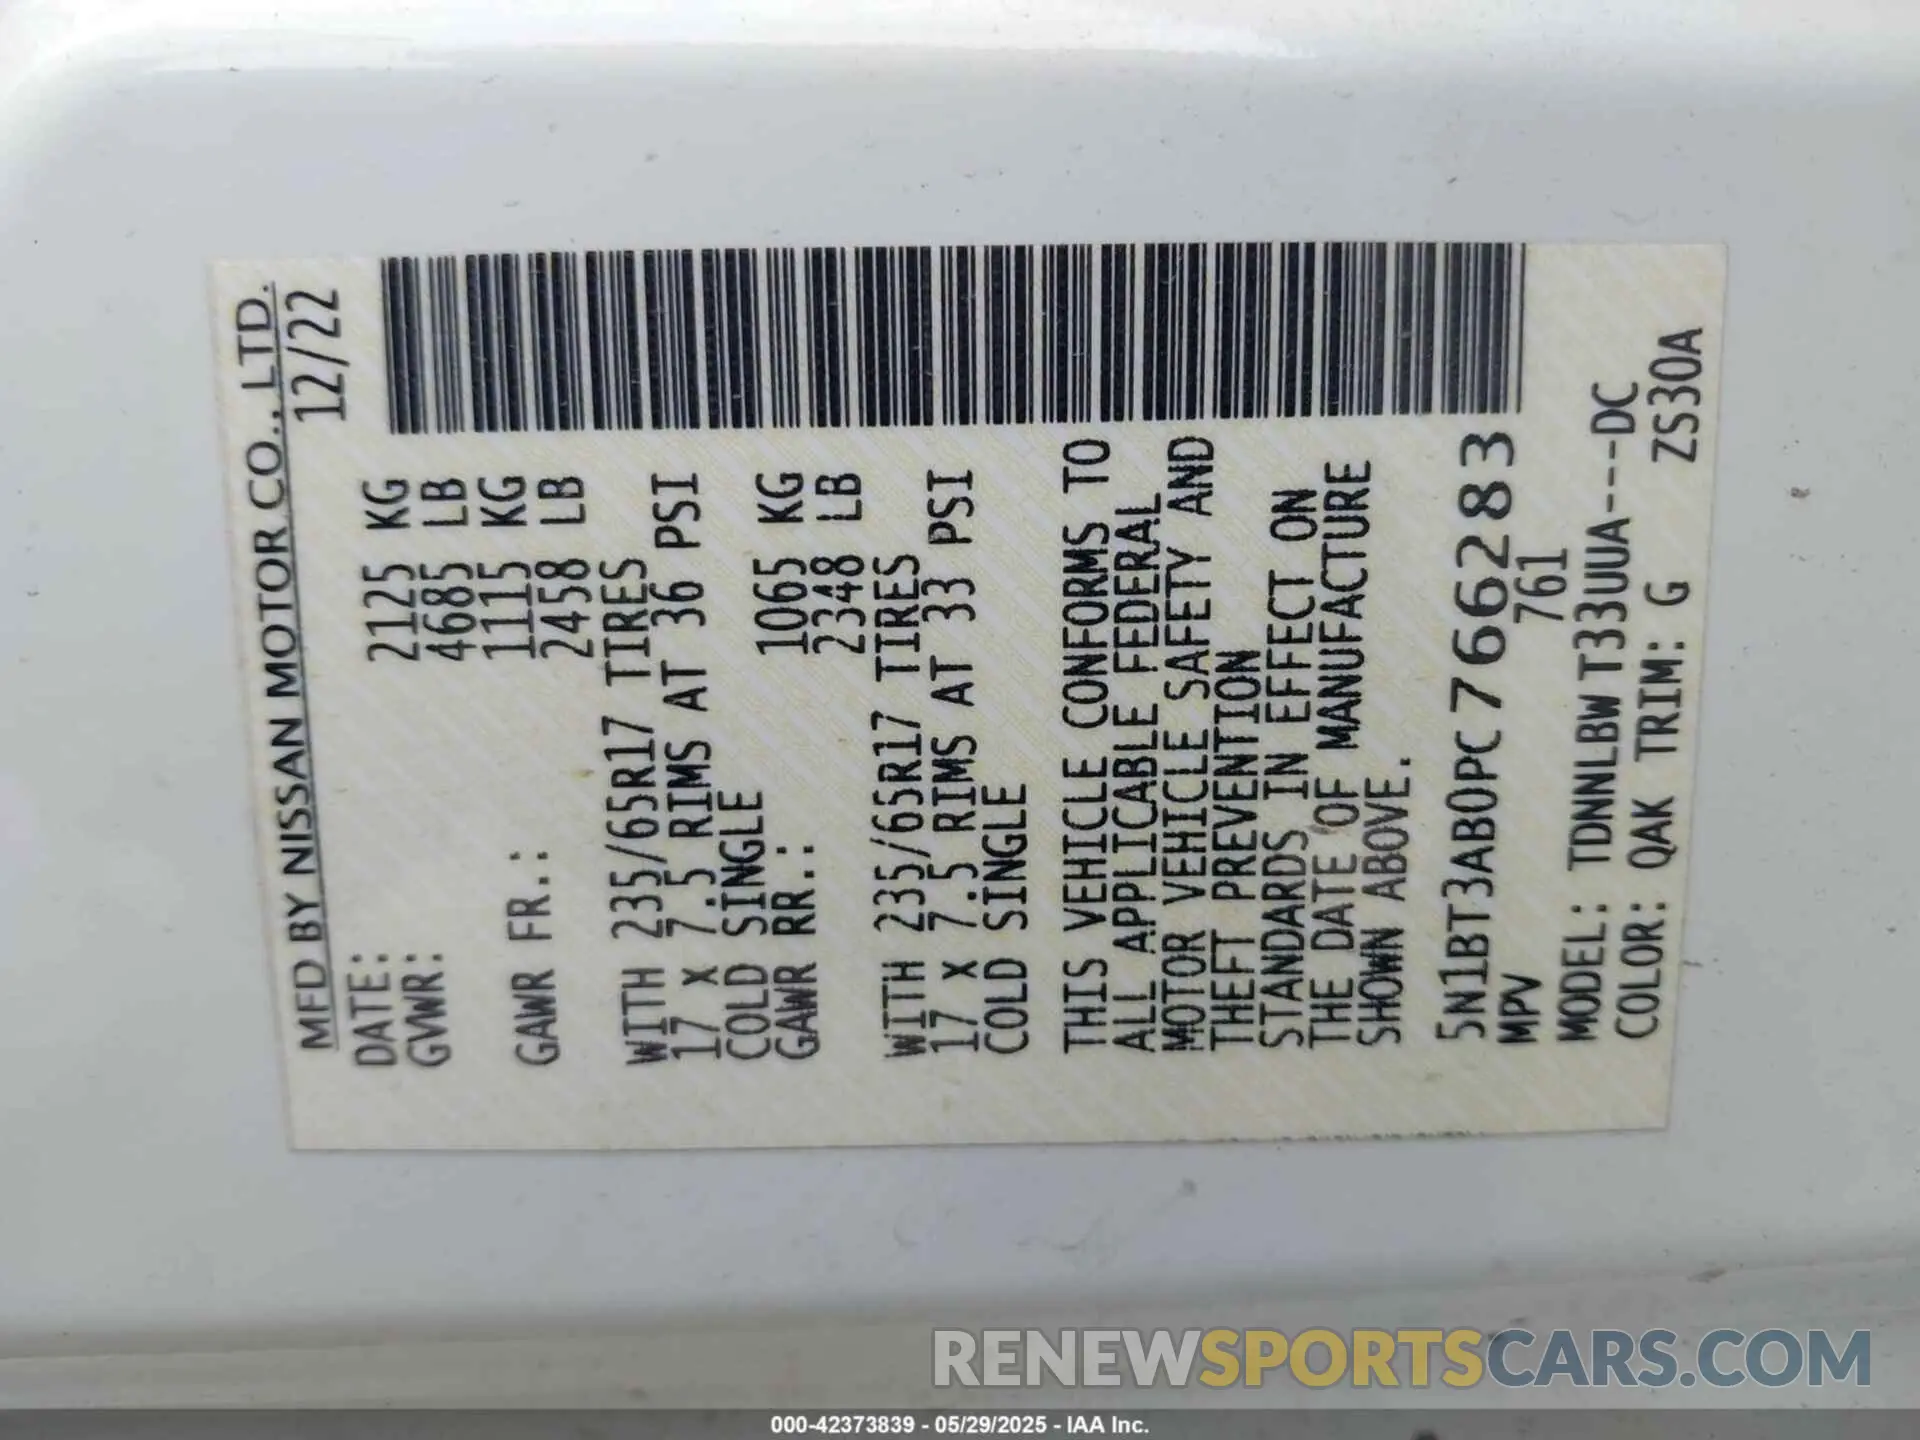 MFD BY NISSAN MOTOR CO., LTD.
DATE: 12/22
GVWR: 2125 KG
4685 LB
GAWR FR.: 1115 KG
2458 LB
WITH 235/65R17 TIRES
17 X 7.5 RIMS AT 36 PSI
COLD SINGLE
GAWR RR.: 1065 KG
2348 LB
WITH 235/65R17 TIRES
17 X 7.5 RIMS AT 33 PSI
COLD SINGLE
THIS VEHICLE CONFORMS TO
ALL APPLICABLE FEDERAL
MOTOR VEHICLE SAFETY AND
THEFT PREVENTION
STANDARDS IN EFFECT ON
THE DATE OF MANUFACTURE
SHOWN ABOVE.
5N1BT3AB0PC766283
MPV 761
MODEL: TDNNLBW T33UUA---DC
COLOR: QAK TRIM: G ZS30A
RENEWSPORTSCARS.COM
000-42373839 - 05/29/2025 - IAA Inc.